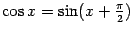 cos x = sin(x + π/2)